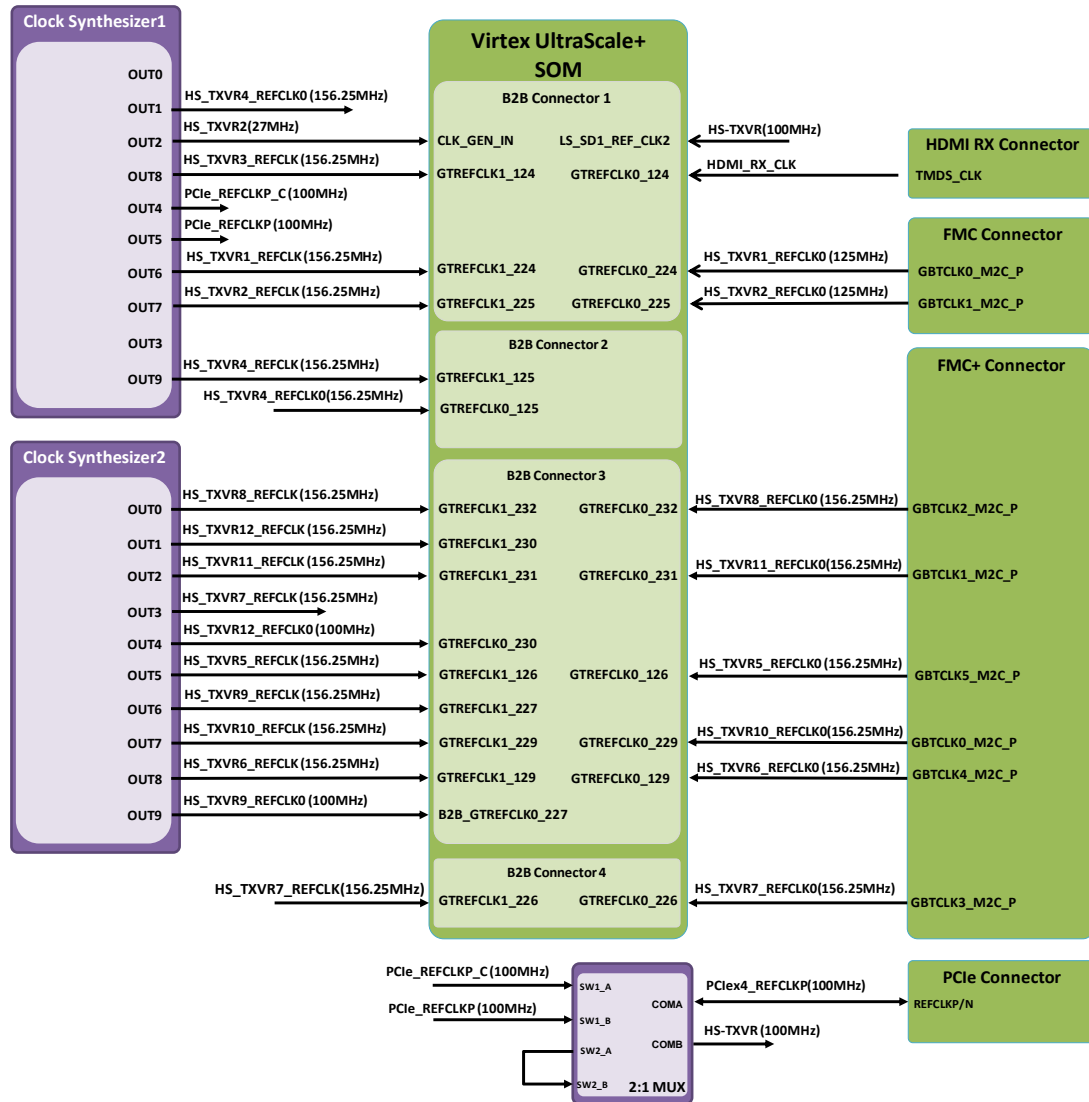 Clock Synthesizer1
OUT0
OUT1
OUT2
OUT8
OUT4
OUT5
OUT6
OUT7
OUT3
OUT9
HS_TXVR4_REFCLK0 (156.25MHz)
HS_TXVR2(27MHz)
HS_TXVR3_REFCLK (156.25MHz)
PCIe_REFCLKP_C (100MHz)
PCIe_REFCLKP (100MHz)
HS_TXVR1_REFCLK (156.25MHz)
HS_TXVR2_REFCLK (156.25MHz)
HS_TXVR4_REFCLK (156.25MHz)
HS_TXVR4_REFCLK0(156.25MHz)
Virtex UltraScale+
SOM
B2B Connector 1
CLK_GEN_IN LS_SD1_REF_CLK2
GTREFCLK1_124 GTREFCLK0_124
GTREFCLK1_224 GTREFCLK0_224
GTREFCLK1_225 GTREFCLK0_225
B2B Connector 2
GTREFCLK1_125
GTREFCLK0_125
HS-TXVR(100MHz)
HDMI_RX_CLK
HS_TXVR1_REFCLK0 (125MHz)
HS_TXVR2_REFCLK0 (125MHz)
HDMI RX Connector
TMDS_CLK
FMC Connector
GBTCLK0_M2C_P
GBTCLK1_M2C_P
Clock Synthesizer2
OUT0
OUT1
OUT2
OUT3
OUT4
OUT5
OUT6
OUT7
OUT8
OUT9
HS_TXVR8_REFCLK (156.25MHz)
HS_TXVR12_REFCLK (156.25MHz)
HS_TXVR11_REFCLK (156.25MHz)
HS_TXVR7_REFCLK (156.25MHz)
HS_TXVR12_REFCLK0 (100MHz)
HS_TXVR5_REFCLK (156.25MHz)
HS_TXVR9_REFCLK (156.25MHz)
HS_TXVR10_REFCLK (156.25MHz)
HS_TXVR6_REFCLK (156.25MHz)
HS_TXVR9_REFCLK0 (100MHz)
HS_TXVR7_REFCLK(156.25MHz)
B2B Connector 3
GTREFCLK1_232 GTREFCLK0_232
GTREFCLK1_230
GTREFCLK1_231 GTREFCLK0_231
GTREFCLK0_230
GTREFCLK1_126 GTREFCLK0_126
GTREFCLK1_227
GTREFCLK1_229 GTREFCLK0_229
GTREFCLK1_129 GTREFCLK0_129
B2B_GTREFCLK0_227
B2B Connector 4
GTREFCLK1_226 GTREFCLK0_226
HS_TXVR8_REFCLK0 (156.25MHz)
HS_TXVR11_REFCLK0(156.25MHz)
HS_TXVR5_REFCLK0 (156.25MHz)
HS_TXVR10_REFCLK0(156.25MHz)
HS_TXVR6_REFCLK0 (156.25MHz)
HS_TXVR7_REFCLK0(156.25MHz)
FMC+ Connector
GBTCLK2_M2C_P
GBTCLK1_M2C_P
GBTCLK5_M2C_P
GBTCLK0_M2C_P
GBTCLK4_M2C_P
GBTCLK3_M2C_P
PCIe_REFCLKP_C (100MHz)
PCIe_REFCLKP (100MHz)
SW1_A
SW1_B
SW2_A
SW2_B
COMA
COMB
2:1 MUX
PCIex4_REFCLKP(100MHz)
HS-TXVR (100MHz)
PCIe Connector
REFCLKP/N